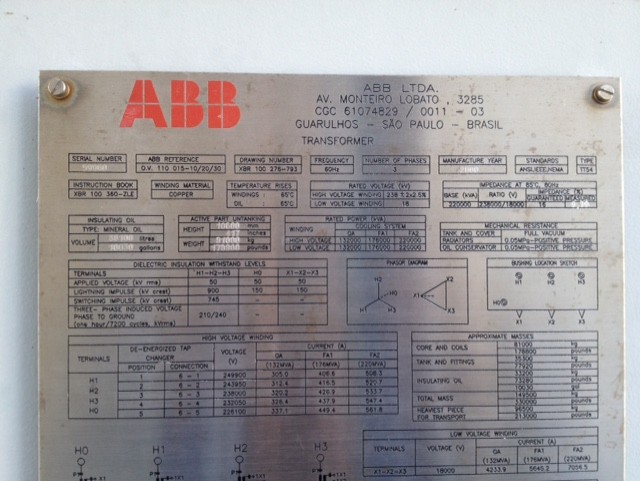 ABB
ABB LTDA.
AV. MONTEIRO LOBATO , 3285
CGC 61074829 / 0011 - 03
GUARULHOS - SÃO PAULO - BRASIL
TRANSFORMER
SERIAL NUMBER ABB REFERENCE DRAWING NUMBER FREQUENCY NUMBER OF PHASES MANUFACTURE YEAR STANDARDS TYPE
O.V. 110 015-10/20/30 XBR 100 276-793 60Hz 3 ANSI/IEEE,NEMA TTS4
INSTRUCTION BOOK WINDING MATERIAL TEMPERATURE RISES RATED VOLTAGE (kV) IMPEDANCE AT 85°C, 60Hz
XBR 100 380-ZLE COPPER WINDINGS 65°C HIGH VOLTAGE WINDING 238 ±2x2.5% BASE (kVA) RATIO (V) IMPEDANCE (%)
OIL 65°C LOW VOLTAGE WINDING 18 GUARANTEED MEASURED
220000 238000/18000 15
INSULATING OIL ACTIVE PART UNTANKING RATED POWER (kVA) MECHANICAL RESISTANCE
TYPE: MINERAL OIL HEIGHT mm inches WINDING COOLING SYSTEM TANK AND COVER FULL VACUUM
VOLUME litres gallons WEIGHT kg pounds OA FA1 FA2 RADIATORS 0.05MPa-POSITIVE PRESSURE
HIGH VOLTAGE 132000 176000 220000 OIL CONSERVATOR 0.05MPa-POSITIVE PRESSURE
LOW VOLTAGE 132000 176000 220000
DIELECTRIC INSULATION WITHSTAND LEVELS PHASOR DIAGRAM BUSHING LOCATION SKETCH
TERMINALS H1-H2-H3 H0 X1-X2-X3
APPLIED VOLTAGE (kV rms) 50 50 50
LIGHTNING IMPULSE (kV crest) 900 150 150
SWITCHING IMPULSE (kV crest) 745 - -
THREE- PHASE INDUCED VOLTAGE
PHASE TO GROUND 210/240 - -
(one hour/7200 cycles, kVrms)
H2 H0 H1 H3
X2 X1 X3
H1 H2 H3 H0
X1 X2 X3
HIGH VOLTAGE WINDING
TERMINALS DE-ENERGIZED TAP CHANGER VOLTAGE (V) CURRENT (A)
POSITION CONNECTION OA (132MVA) FA1 (176MVA) FA2 (220MVA)
H1 H2 H3 H0
1 6 - 1 249900 305.0 406.6 508.3
2 6 - 2 243950 312.4 416.5 520.7
3 6 - 3 238000 320.2 426.9 533.7
4 6 - 4 232050 328.4 437.9 547.4
5 6 - 5 226100 337.1 449.4 561.8
APPROXIMATE MASSES
CORE AND COILS 81000 kg
178600 pounds
TANK AND FITTINGS kg
pounds
INSULATING OIL kg
pounds gal
TOTAL MASS 149500 kg
pounds
HEAVIEST PIECE FOR TRANSPORT 96500 kg
213000 pounds
LOW VOLTAGE WINDING
TERMINALS VOLTAGE (V) CURRENT (A)
OA (132MVA) FA1 (176MVA) FA2 (220MVA)
X1-X2-X3 18000 4233.9 5645.2 7056.5
H0 H1 H2 H3